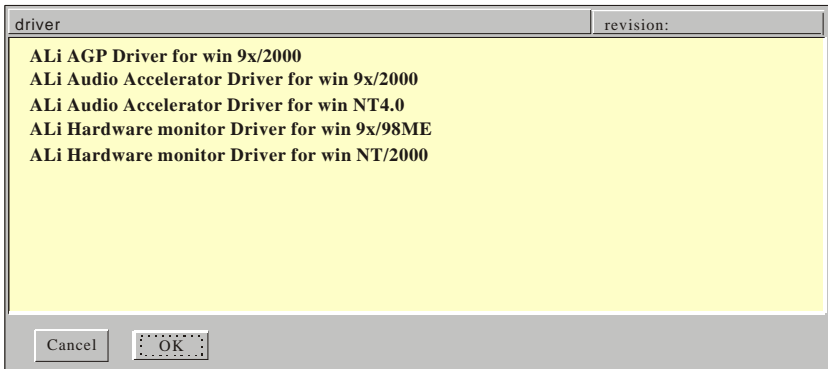 driver revision:
ALi AGP Driver for win 9x/2000
ALi Audio Accelerator Driver for win 9x/2000
ALi Audio Accelerator Driver for win NT4.0
ALi Hardware monitor Driver for win 9x/98ME
ALi Hardware monitor Driver for win NT/2000
Cancel OK